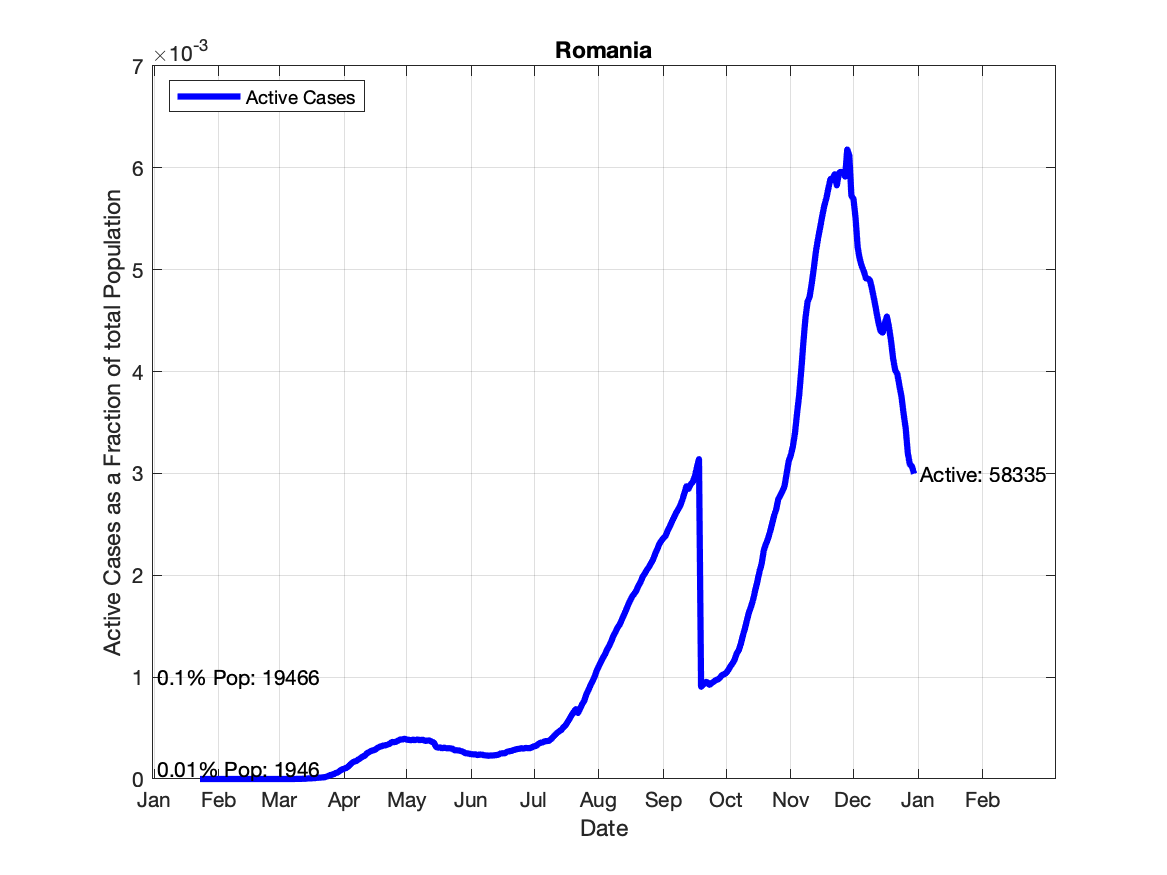 Romania
×10-3
Active Cases
7
6
5
4
3
2
1
0
Active Cases as a Fraction of total Population
Active: 58335
0.1% Pop: 19466
0.01% Pop: 1946
Jan Feb Mar Apr May Jun Jul Aug Sep Oct Nov Dec Jan Feb
Date